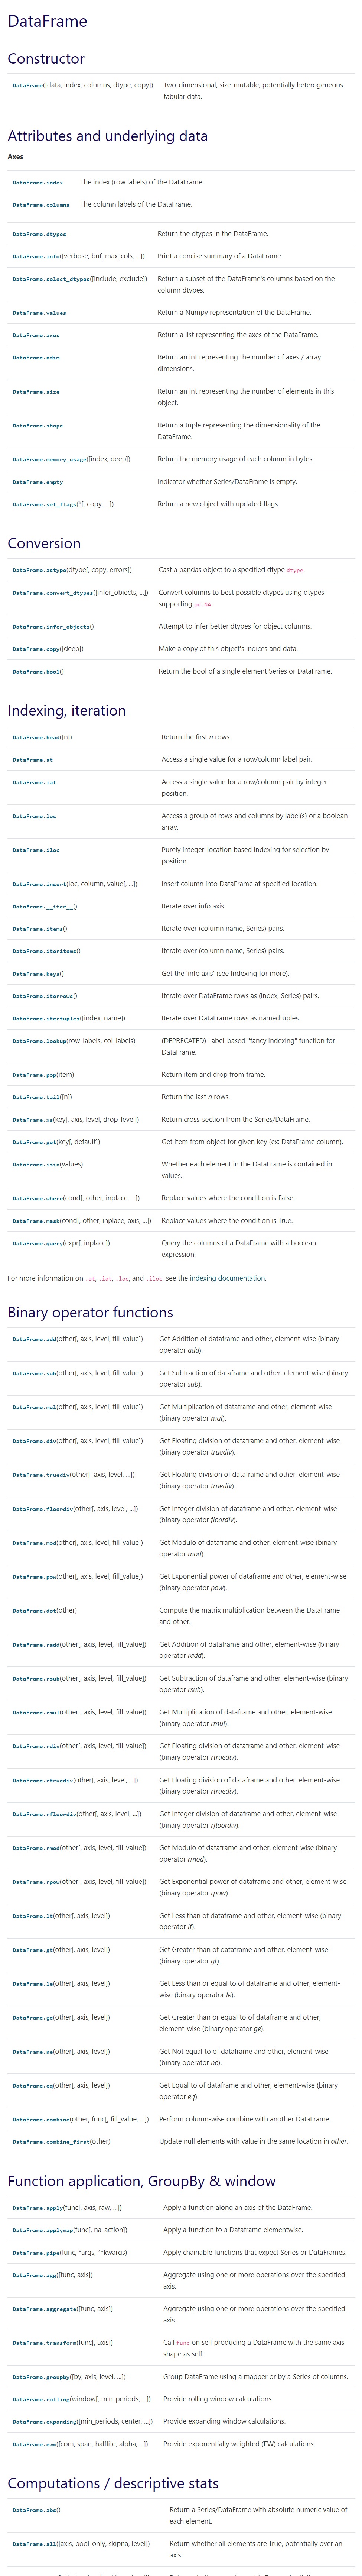 DataFrame
Constructor
DataFrame([data, index, columns, dtype, copy]) Two-dimensional, size-mutable, potentially heterogeneous
tabular data.
Attributes and underlying data
Axes
DataFrame.index The index (row labels) of the DataFrame.
DataFrame.columns The column labels of the DataFrame.
DataFrame.dtypes Return the dtypes in the DataFrame.
DataFrame.info([verbose, buf, max_cols, ...]) Print a concise summary of a DataFrame.
DataFrame.select_dtypes([include, exclude]) Return a subset of the DataFrame's columns based on the
column dtypes.
DataFrame.values Return a Numpy representation of the DataFrame.
DataFrame.axes Return a list representing the axes of the DataFrame.
DataFrame.ndim Return an int representing the number of axes / array
dimensions.
DataFrame.size Return an int representing the number of elements in this
object.
DataFrame.shape Return a tuple representing the dimensionality of the
DataFrame.
DataFrame.memory_usage([index, deep]) Return the memory usage of each column in bytes.
DataFrame.empty Indicator whether Series/DataFrame is empty.
DataFrame.set_flags(*[, copy, ...]) Return a new object with updated flags.
Conversion
DataFrame.astype(dtype[, copy, errors]) Cast a pandas object to a specified dtype dtype.
DataFrame.convert_dtypes([infer_objects, ...]) Convert columns to best possible dtypes using dtypes
supporting pd.NA.
DataFrame.infer_objects() Attempt to infer better dtypes for object columns.
DataFrame.copy([deep]) Make a copy of this object's indices and data.
DataFrame.bool() Return the bool of a single element Series or DataFrame.
Indexing, iteration
DataFrame.head([n]) Return the first n rows.
DataFrame.at Access a single value for a row/column label pair.
DataFrame.iat Access a single value for a row/column pair by integer
position.
DataFrame.loc Access a group of rows and columns by label(s) or a boolean
array.
DataFrame.iloc Purely integer-location based indexing for selection by
position.
DataFrame.insert(loc, column, value[, ...]) Insert column into DataFrame at specified location.
DataFrame.__iter__() Iterate over info axis.
DataFrame.items() Iterate over (column name, Series) pairs.
DataFrame.iteritems() Iterate over (column name, Series) pairs.
DataFrame.keys() Get the 'info axis' (see Indexing for more).
DataFrame.iterrows() Iterate over DataFrame rows as (index, Series) pairs.
DataFrame.itertuples([index, name]) Iterate over DataFrame rows as namedtuples.
DataFrame.lookup(row_labels, col_labels) (DEPRECATED) Label-based "fancy indexing" function for
DataFrame.
DataFrame.pop(item) Return item and drop from frame.
DataFrame.tail([n]) Return the last n rows.
DataFrame.xs(key[, axis, level, drop_level]) Return cross-section from the Series/DataFrame.
DataFrame.get(key[, default]) Get item from object for given key (ex: DataFrame column).
DataFrame.isin(values) Whether each element in the DataFrame is contained in
values.
DataFrame.where(cond[, other, inplace, ...]) Replace values where the condition is False.
DataFrame.mask(cond[, other, inplace, axis, ...]) Replace values where the condition is True.
DataFrame.query(expr[, inplace]) Query the columns of a DataFrame with a boolean
expression.
For more information on .at, .iat, .loc, and .iloc, see the indexing documentation.
Binary operator functions
DataFrame.add(other[, axis, level, fill_value]) Get Addition of dataframe and other, element-wise (binary
operator add).
DataFrame.sub(other[, axis, level, fill_value]) Get Subtraction of dataframe and other, element-wise (binary
operator sub).
DataFrame.mul(other[, axis, level, fill_value]) Get Multiplication of dataframe and other, element-wise
(binary operator mul).
DataFrame.div(other[, axis, level, fill_value]) Get Floating division of dataframe and other, element-wise
(binary operator truediv).
DataFrame.truediv(other[, axis, level, ...]) Get Floating division of dataframe and other, element-wise
(binary operator truediv).
DataFrame.floordiv(other[, axis, level, ...]) Get Integer division of dataframe and other, element-wise
(binary operator floordiv).
DataFrame.mod(other[, axis, level, fill_value]) Get Modulo of dataframe and other, element-wise (binary
operator mod).
DataFrame.pow(other[, axis, level, fill_value]) Get Exponential power of dataframe and other, element-wise
(binary operator pow).
DataFrame.dot(other) Compute the matrix multiplication between the DataFrame
and other.
DataFrame.radd(other[, axis, level, fill_value]) Get Addition of dataframe and other, element-wise (binary
operator radd).
DataFrame.rsub(other[, axis, level, fill_value]) Get Subtraction of dataframe and other, element-wise (binary
operator rsub).
DataFrame.rmul(other[, axis, level, fill_value]) Get Multiplication of dataframe and other, element-wise
(binary operator rmul).
DataFrame.rdiv(other[, axis, level, fill_value]) Get Floating division of dataframe and other, element-wise
(binary operator rtruediv).
DataFrame.rtruediv(other[, axis, level, ...]) Get Floating division of dataframe and other, element-wise
(binary operator rtruediv).
DataFrame.rfloordiv(other[, axis, level, ...]) Get Integer division of dataframe and other, element-wise
(binary operator rfloordiv).
DataFrame.rmod(other[, axis, level, fill_value]) Get Modulo of dataframe and other, element-wise (binary
operator rmod).
DataFrame.rpow(other[, axis, level, fill_value]) Get Exponential power of dataframe and other, element-wise
(binary operator rpow).
DataFrame.lt(other[, axis, level]) Get Less than of dataframe and other, element-wise (binary
operator lt).
DataFrame.gt(other[, axis, level]) Get Greater than of dataframe and other, element-wise
(binary operator gt).
DataFrame.le(other[, axis, level]) Get Less than or equal to of dataframe and other, element-
wise (binary operator le).
DataFrame.ge(other[, axis, level]) Get Greater than or equal to of dataframe and other,
element-wise (binary operator ge).
DataFrame.ne(other[, axis, level]) Get Not equal to of dataframe and other, element-wise
(binary operator ne).
DataFrame.eq(other[, axis, level]) Get Equal to of dataframe and other, element-wise (binary
operator eq).
DataFrame.combine(other, func[, fill_value, ...]) Perform column-wise combine with another DataFrame.
DataFrame.combine_first(other) Update null elements with value in the same location in other.
Function application, GroupBy & window
DataFrame.apply(func[, axis, raw, ...]) Apply a function along an axis of the DataFrame.
DataFrame.applymap(func[, na_action]) Apply a function to a Dataframe elementwise.
DataFrame.pipe(func, *args, **kwargs) Apply chainable functions that expect Series or DataFrames.
DataFrame.agg([func, axis]) Aggregate using one or more operations over the specified
axis.
DataFrame.aggregate([func, axis]) Aggregate using one or more operations over the specified
axis.
DataFrame.transform(func[, axis]) Call func on self producing a DataFrame with the same axis
shape as self.
DataFrame.groupby([by, axis, level, ...]) Group DataFrame using a mapper or by a Series of columns.
DataFrame.rolling(window[, min_periods, ...]) Provide rolling window calculations.
DataFrame.expanding([min_periods, center, ...]) Provide expanding window calculations.
DataFrame.ewm([com, span, halflife, alpha, ...]) Provide exponentially weighted (EW) calculations.
Computations / descriptive stats
DataFrame.abs() Return a Series/DataFrame with absolute numeric value of
each element.
DataFrame.all([axis, bool_only, skipna, level]) Return whether all elements are True, potentially over an
axis.